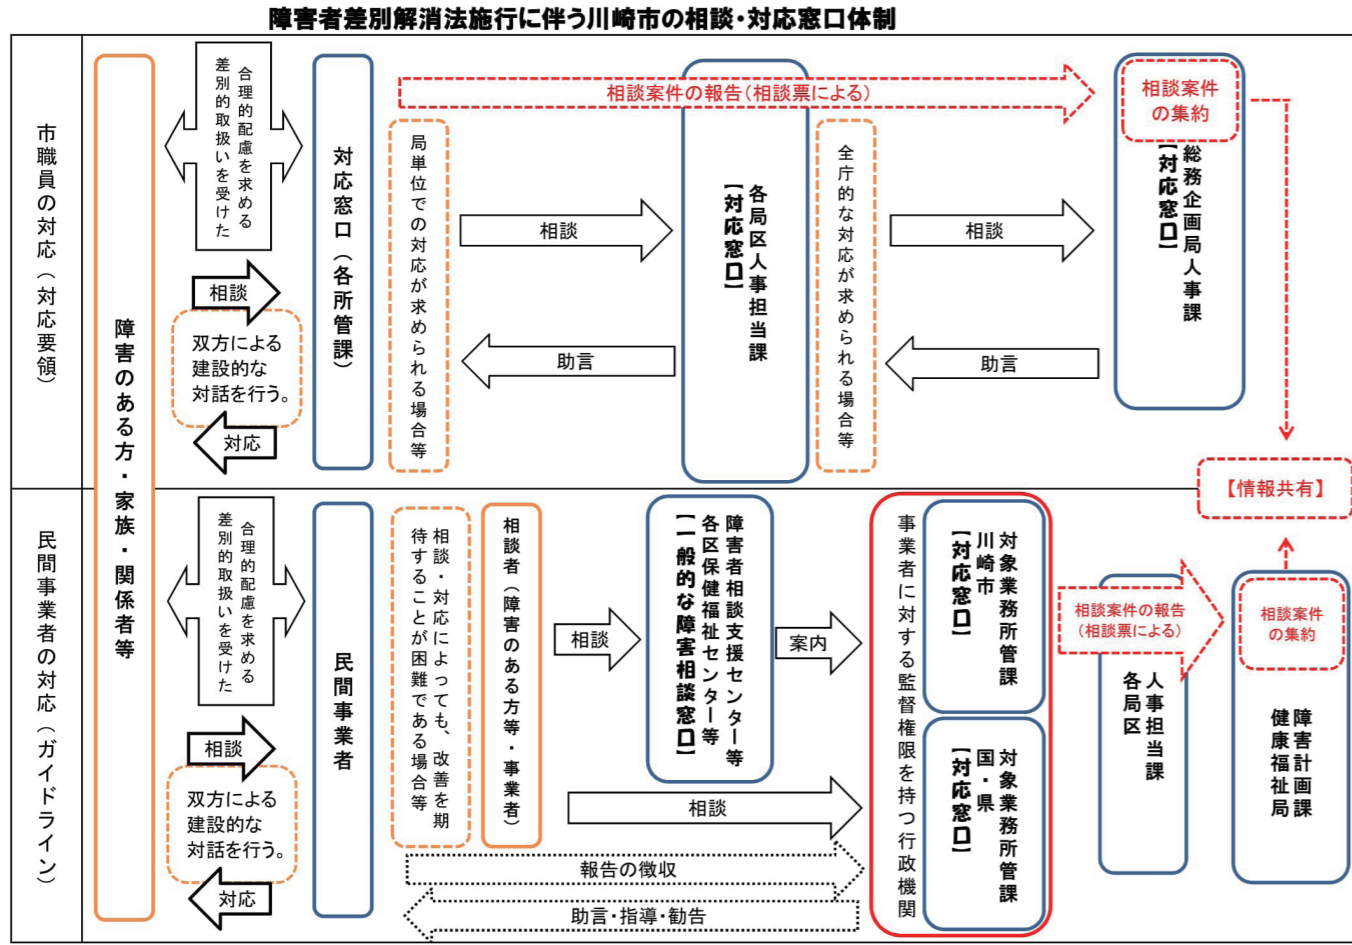 障害者差別解消法施行に伴う川崎市の相談・対応窓口体制
市職員の対応（対応要領）
障害のある方・家族・関係者等
合理的配慮を求める
差別的取扱いを受けた
相談
双方による
建設的な
対話を行う。
対応
対応窓口（各所管課）
局単位での対応が求められる場合等
相談案件の報告(相談票による)
相談
助言
各局区人事担当課
【対応窓口】
全庁的な対応が求められる場合等
相談
助言
相談案件
の集約
総務企画局人事課
【対応窓口】
【情報共有】
民間事業者の対応（ガイドライン）
合理的配慮を求める
差別的取扱いを受けた
相談
双方による
建設的な
対話を行う。
対応
民間事業者
相談・対応によっても、改善を期
待することが困難である場合等
相談者（障害のある方等・事業者）
相談
障害者相談支援センター等
各区保健福祉センター等
【一般的な障害相談窓口】
案内
相談
報告の徴収
助言・指導・勧告
事業者に対する監督権限を持つ行政機関
対象業務所管課
川崎市
【対応窓口】
対象業務所管課
国・県
【対応窓口】
相談案件の報告
(相談票による)
人事担当課
各局区
相談案件
の集約
障害計画課
健康福祉局